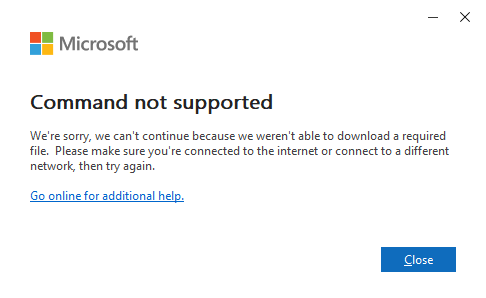 Microsoft
Command not supported
We're sorry, we can't continue because we weren't able to download a required
file.  Please make sure you're connected to the internet or connect to a different
network, then try again.
Go online for additional help.
Close